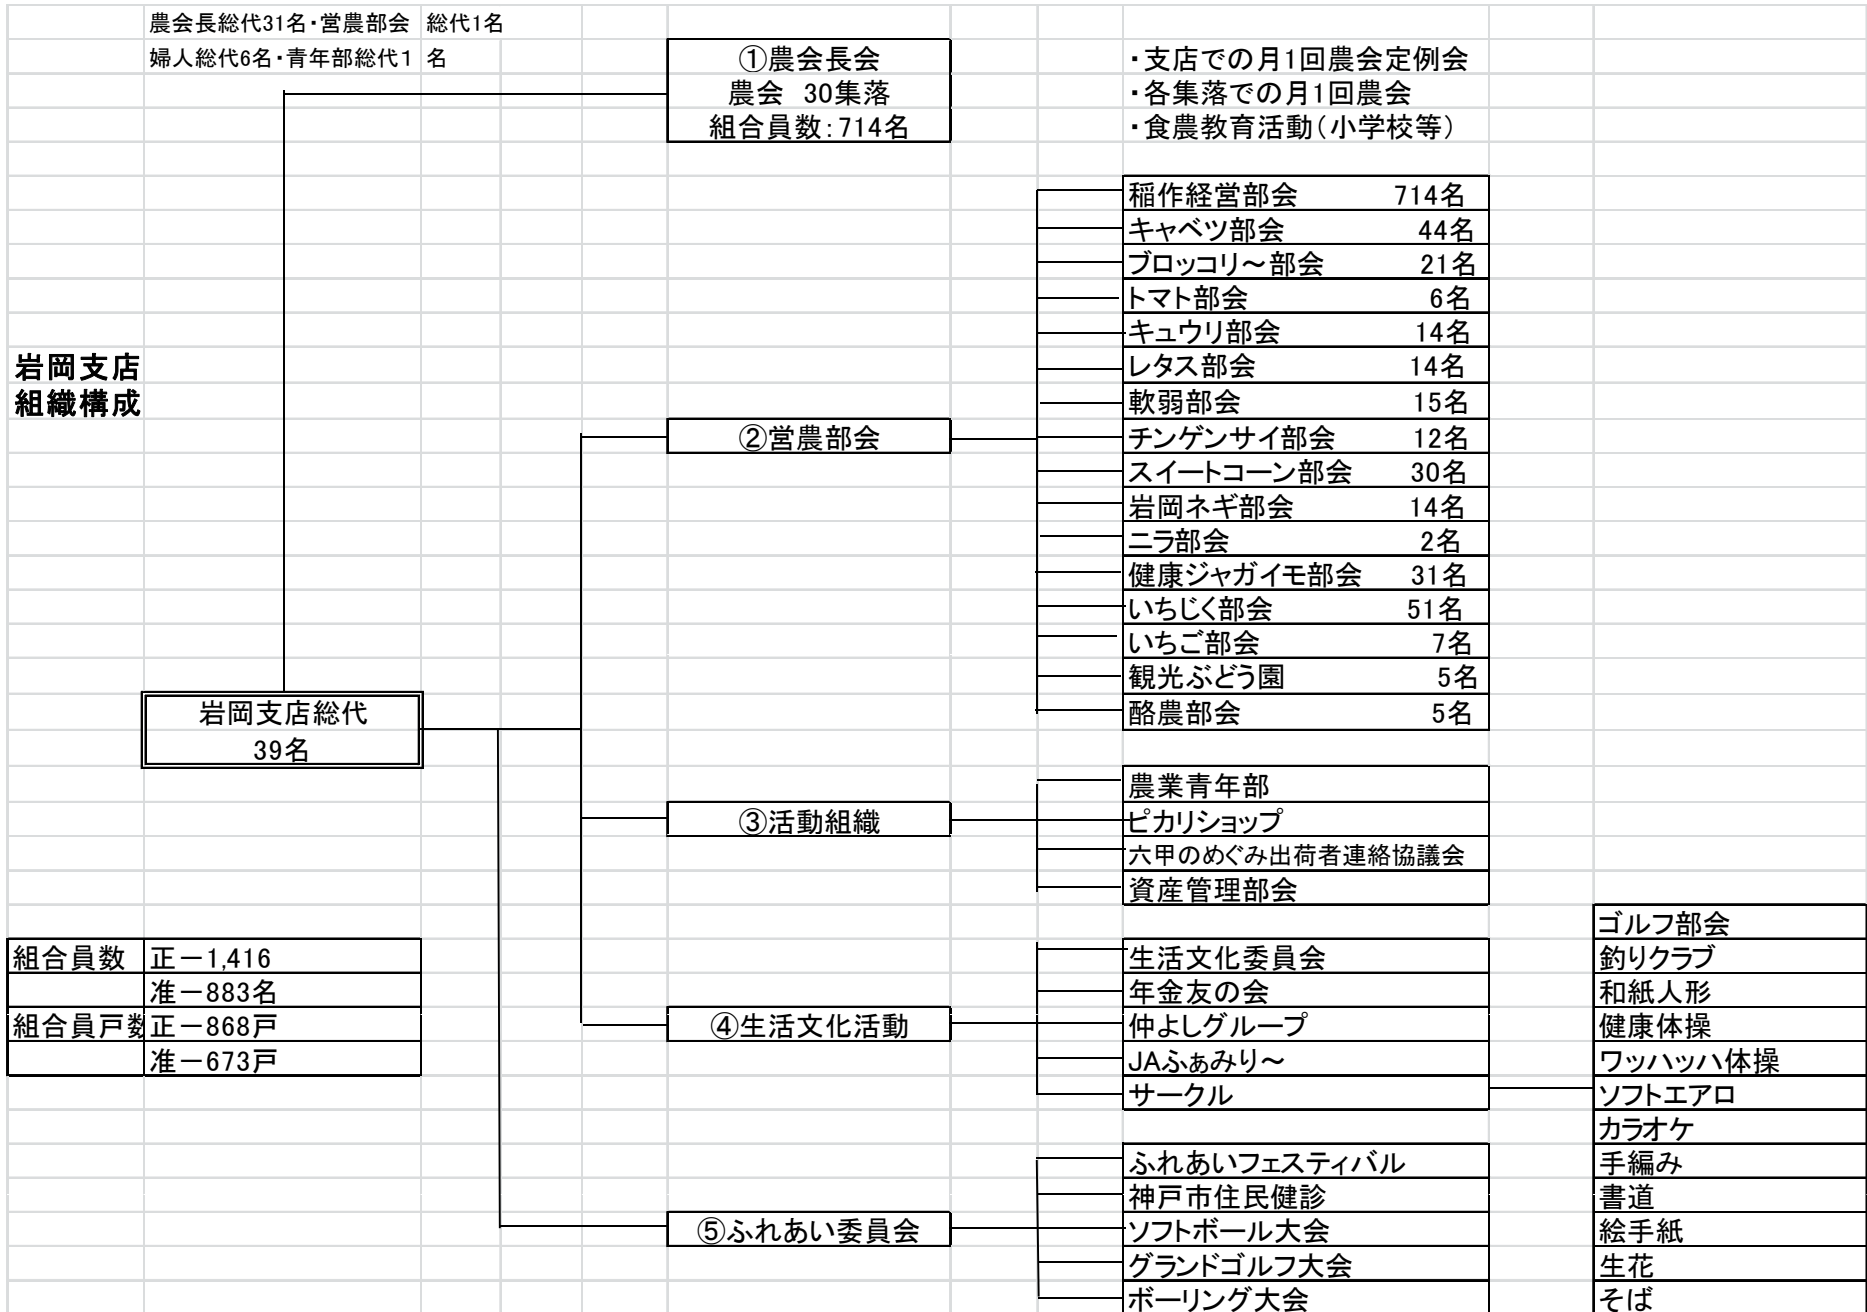 農会長総代31名・営農部会 総代1名
婦人総代6名・青年部総代1 名
①農会長会
農会 30集落
組合員数：714名
・支店での月1回農会定例会
・各集落での月1回農会
・食農教育活動（小学校等）
岩岡支店
組織構成
岩岡支店総代
39名
組合員数 正－1,416
准－883名
組合員戸数 正－868戸
准－673戸
②営農部会
稲作経営部会 714名
キャベツ部会 44名
ブロッコリ～部会 21名
トマト部会 6名
キュウリ部会 14名
レタス部会 14名
軟弱部会 15名
チンゲンサイ部会 12名
スイートコーン部会 30名
岩岡ネギ部会 14名
ニラ部会 2名
健康ジャガイモ部会 31名
いちじく部会 51名
いちご部会 7名
観光ぶどう園 5名
酪農部会 5名
③活動組織
農業青年部
ピカリショップ
六甲のめぐみ出荷者連絡協議会
資産管理部会
④生活文化活動
生活文化委員会
年金友の会
仲よしグループ
JAふぁみり～
サークル
ゴルフ部会
釣りクラブ
和紙人形
健康体操
ワッハッハ体操
ソフトエアロ
カラオケ
手編み
書道
絵手紙
生花
そば
⑤ふれあい委員会
ふれあいフェスティバル
神戸市住民健診
ソフトボール大会
グランドゴルフ大会
ボーリング大会